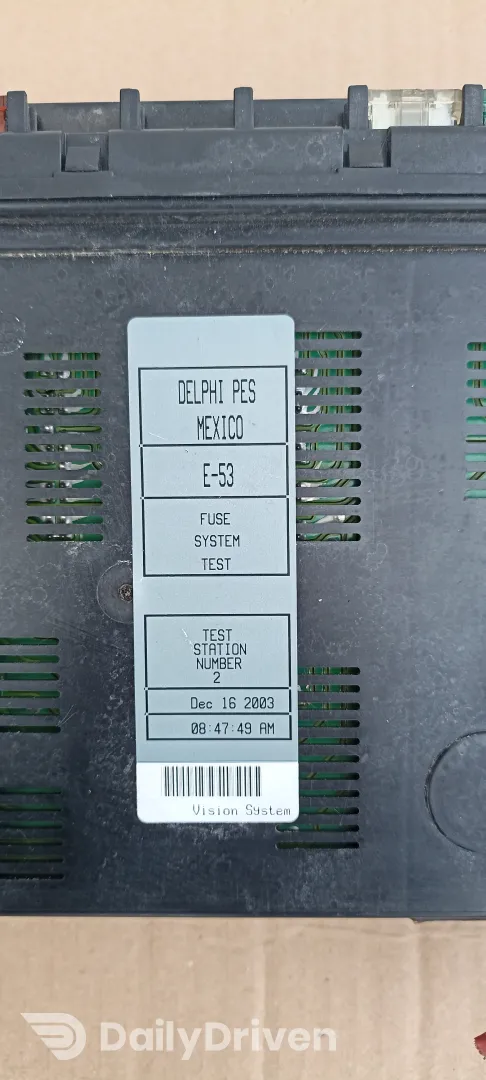 DELPHI PES
MEXICO
E-53
FUSE
SYSTEM
TEST
TEST
STATION
NUMBER
2
Dec 16 2003
08:47:49 AM
Vision System
DailyDriven